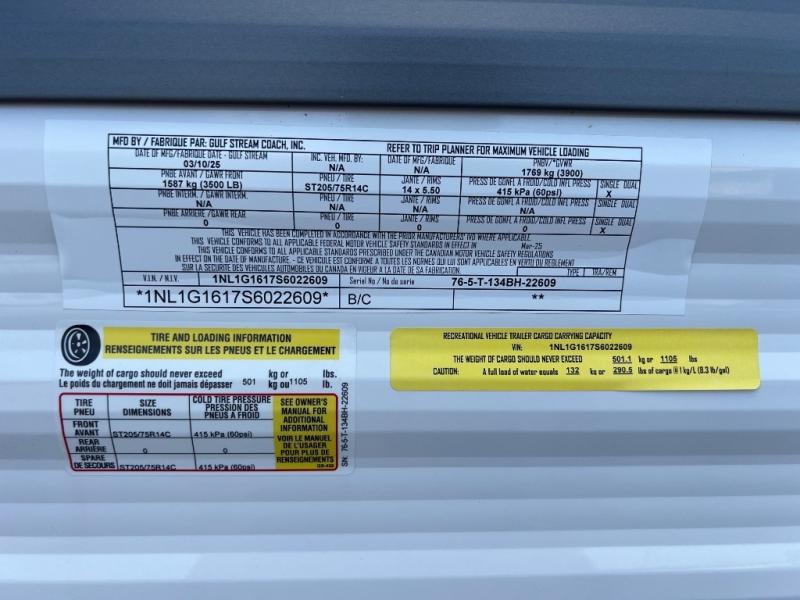 MFD BY / FABRIQUE PAR: GULF STREAM COACH, INC. REFER TO TRIP PLANNER FOR MAXIMUM VEHICLE LOADING
DATE OF MFG/FABRIQUE DATE - GULF STREAM INC. VEH. MFD BY: DATE OF MFG/FABRIQUE PNBV/*GVWR
03/10/25 N/A N/A 1769 kg (3900)
PNBE AVANT / GAWR FRONT PNEU / TIRE JANTE / RIMS PRESS DE GONFL A FROID/COLD INFL PRESS SINGLE DUAL
1587 kg (3500 LB) ST205/75R14C 14 x 5.50 415 kPa (60psi) X
PNBE INTERM. / GAWR INTERM. PNEU / TIRE JANTE / RIMS PRESS DE GONFL A FROID/COLD INFL PRESS SINGLE DUAL
N/A N/A N/A N/A
PNBE ARRIERE / GAWR REAR PNEU / TIRE JANTE / RIMS PRESS DE GONFL A FROID/COLD INFL PRESS SINGLE DUAL
0 0 0 0 X
THIS VEHICLE HAS BEEN COMPLETED IN ACCORDANCE WITH THE PRIOR MANUFACTURERS' IVD WHERE APPLICABLE.
THIS VEHICLE CONFORMS TO ALL APPLICABLE FEDERAL MOTOR VEHICLE SAFETY STANDARDS IN EFFECT IN Mar-25
THIS VEHICLE CONFORMS TO ALL APPLICABLE STANDARDS PRESCRIBED UNDER THE CANADIAN MOTOR VEHICLE SAFETY REGULATIONS
IN EFFECT ON THE DATE OF MANUFACTURE. - CE VEHICULE EST CONFORME A TOUTES LES NORMES QUI LUI SONT APPLICABLES EN VERTU DU REGLEMENT
SUR LA SECURITE DES VEHICULES AUTOMOBILES DU CANADA EN VIGUEUR A LA DATE DE SA FABRICATION. TYPE TRA/REM
V.I.N. / N.I.V. 1NL1G1617S6022609 Serial No / No du serie 76-5-T-134BH-22609
*1NL1G1617S6022609* B/C **
TIRE AND LOADING INFORMATION
RENSEIGNEMENTS SUR LES PNEUS ET LE CHARGEMENT
The weight of cargo should never exceed kg or lbs.
Le poids du chargement ne doit jamais dépasser 501 kg ou 1105 lb.
TIRE PNEU
SIZE DIMENSIONS
COLD TIRE PRESSURE
PRESSION DES
PNEUS A FROID
FRONT
AVANT ST205/75R14C 415 kPa (60psi)
REAR
ARRIÈRE 0 0
SPARE
DE SECOURS ST205/75R14C 415 kPa (60psi)
SEE OWNER'S
MANUAL FOR
ADDITIONAL
INFORMATION
VOIR LE MANUEL
DE L'USAGER
POUR PLUS DE
RENSEIGNEMENTS
SN: 76-5-T-134BH-22609
RECREATIONAL VEHICLE TRAILER CARGO CARRYING CAPACITY
VIN: 1NL1G1617S6022609
THE WEIGHT OF CARGO SHOULD NEVER EXCEED 501.1 kg or 1105 lbs
CAUTION: A full load of water equals 132 kg or 290.5 lbs of cargo @ 1 kg/L (8.3 lb/gal)